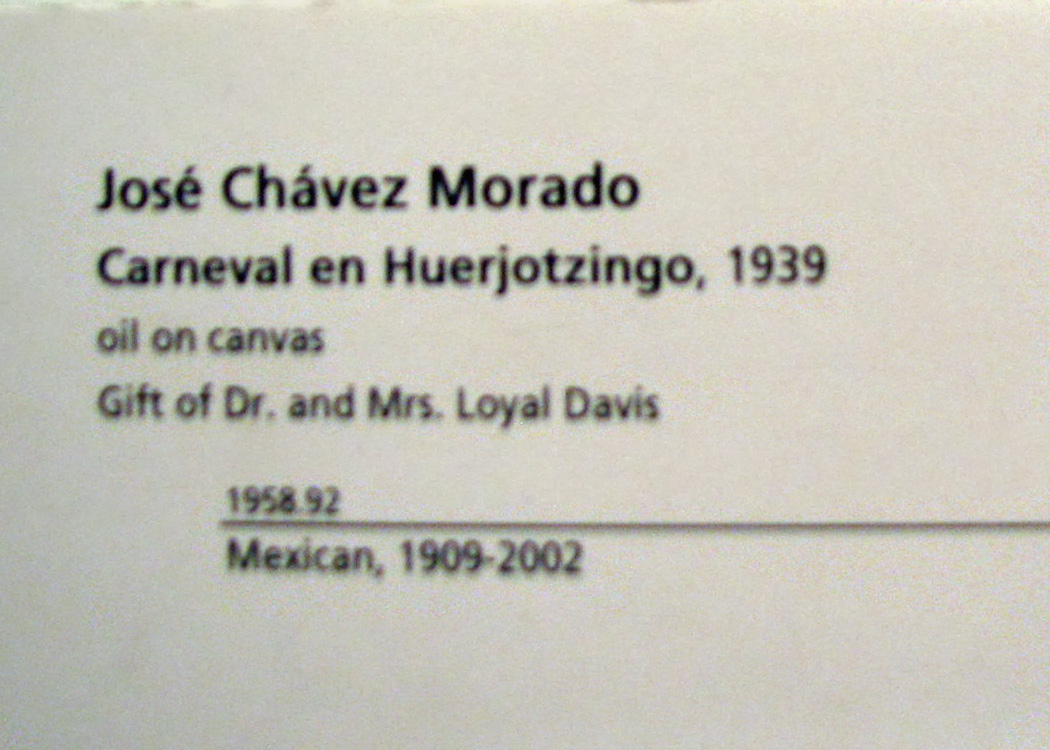 José Chávez Morado
Carneval en Huerjotzingo, 1939
oil on canvas
Gift of Dr. and Mrs. Loyal Davis
1958.92
Mexican, 1909-2002